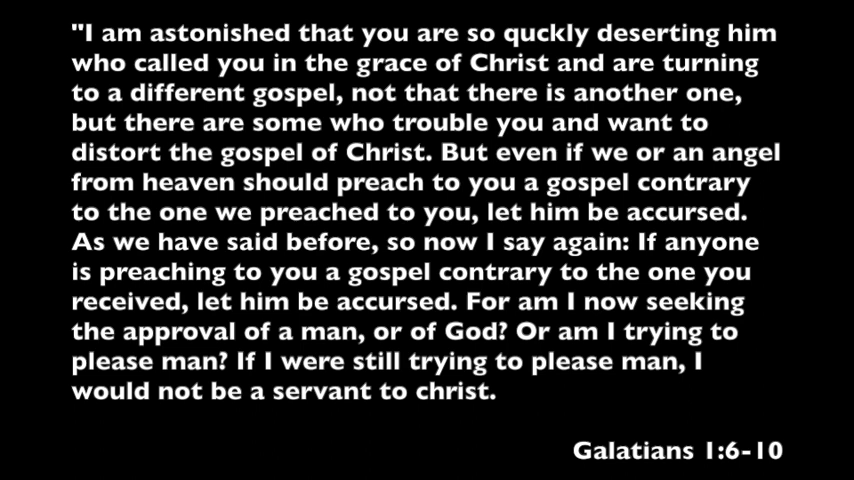 "I am astonished that you are so quckly deserting him
who called you in the grace of Christ and are turning
to a different gospel, not that there is another one,
but there are some who trouble you and want to
distort the gospel of Christ. But even if we or an angel
from heaven should preach to you a gospel contrary
to the one we preached to you, let him be accursed.
As we have said before, so now I say again: If anyone
is preaching to you a gospel contrary to the one you
received, let him be accursed. For am I now seeking
the approval of a man, or of God? Or am I trying to
please man? If I were still trying to please man, I
would not be a servant to christ.
Galatians 1:6-10